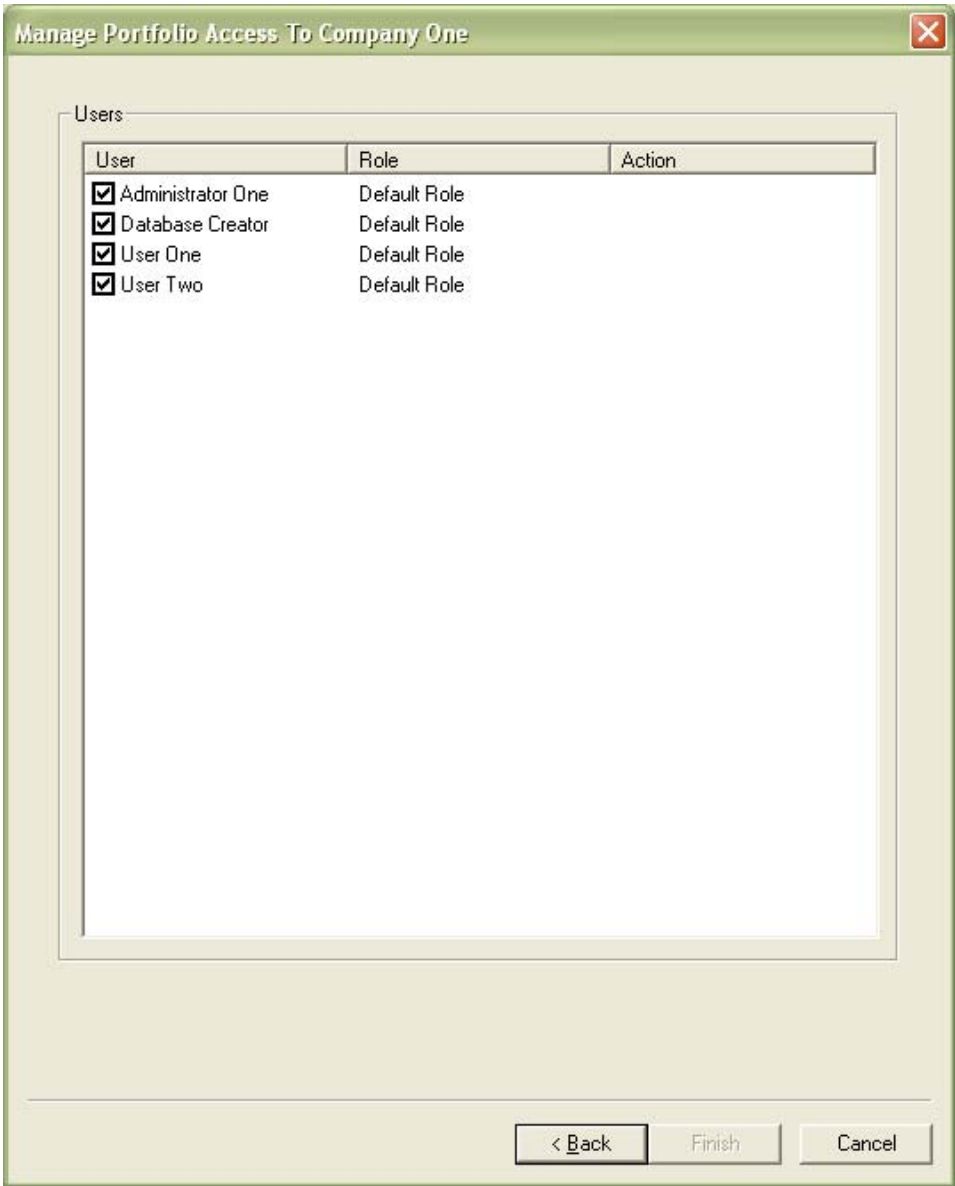 Manage Portfolio Access To Company One
Users
User Role Action
Administrator One Default Role
Database Creator Default Role
User One Default Role
User Two Default Role
< Back Finish Cancel